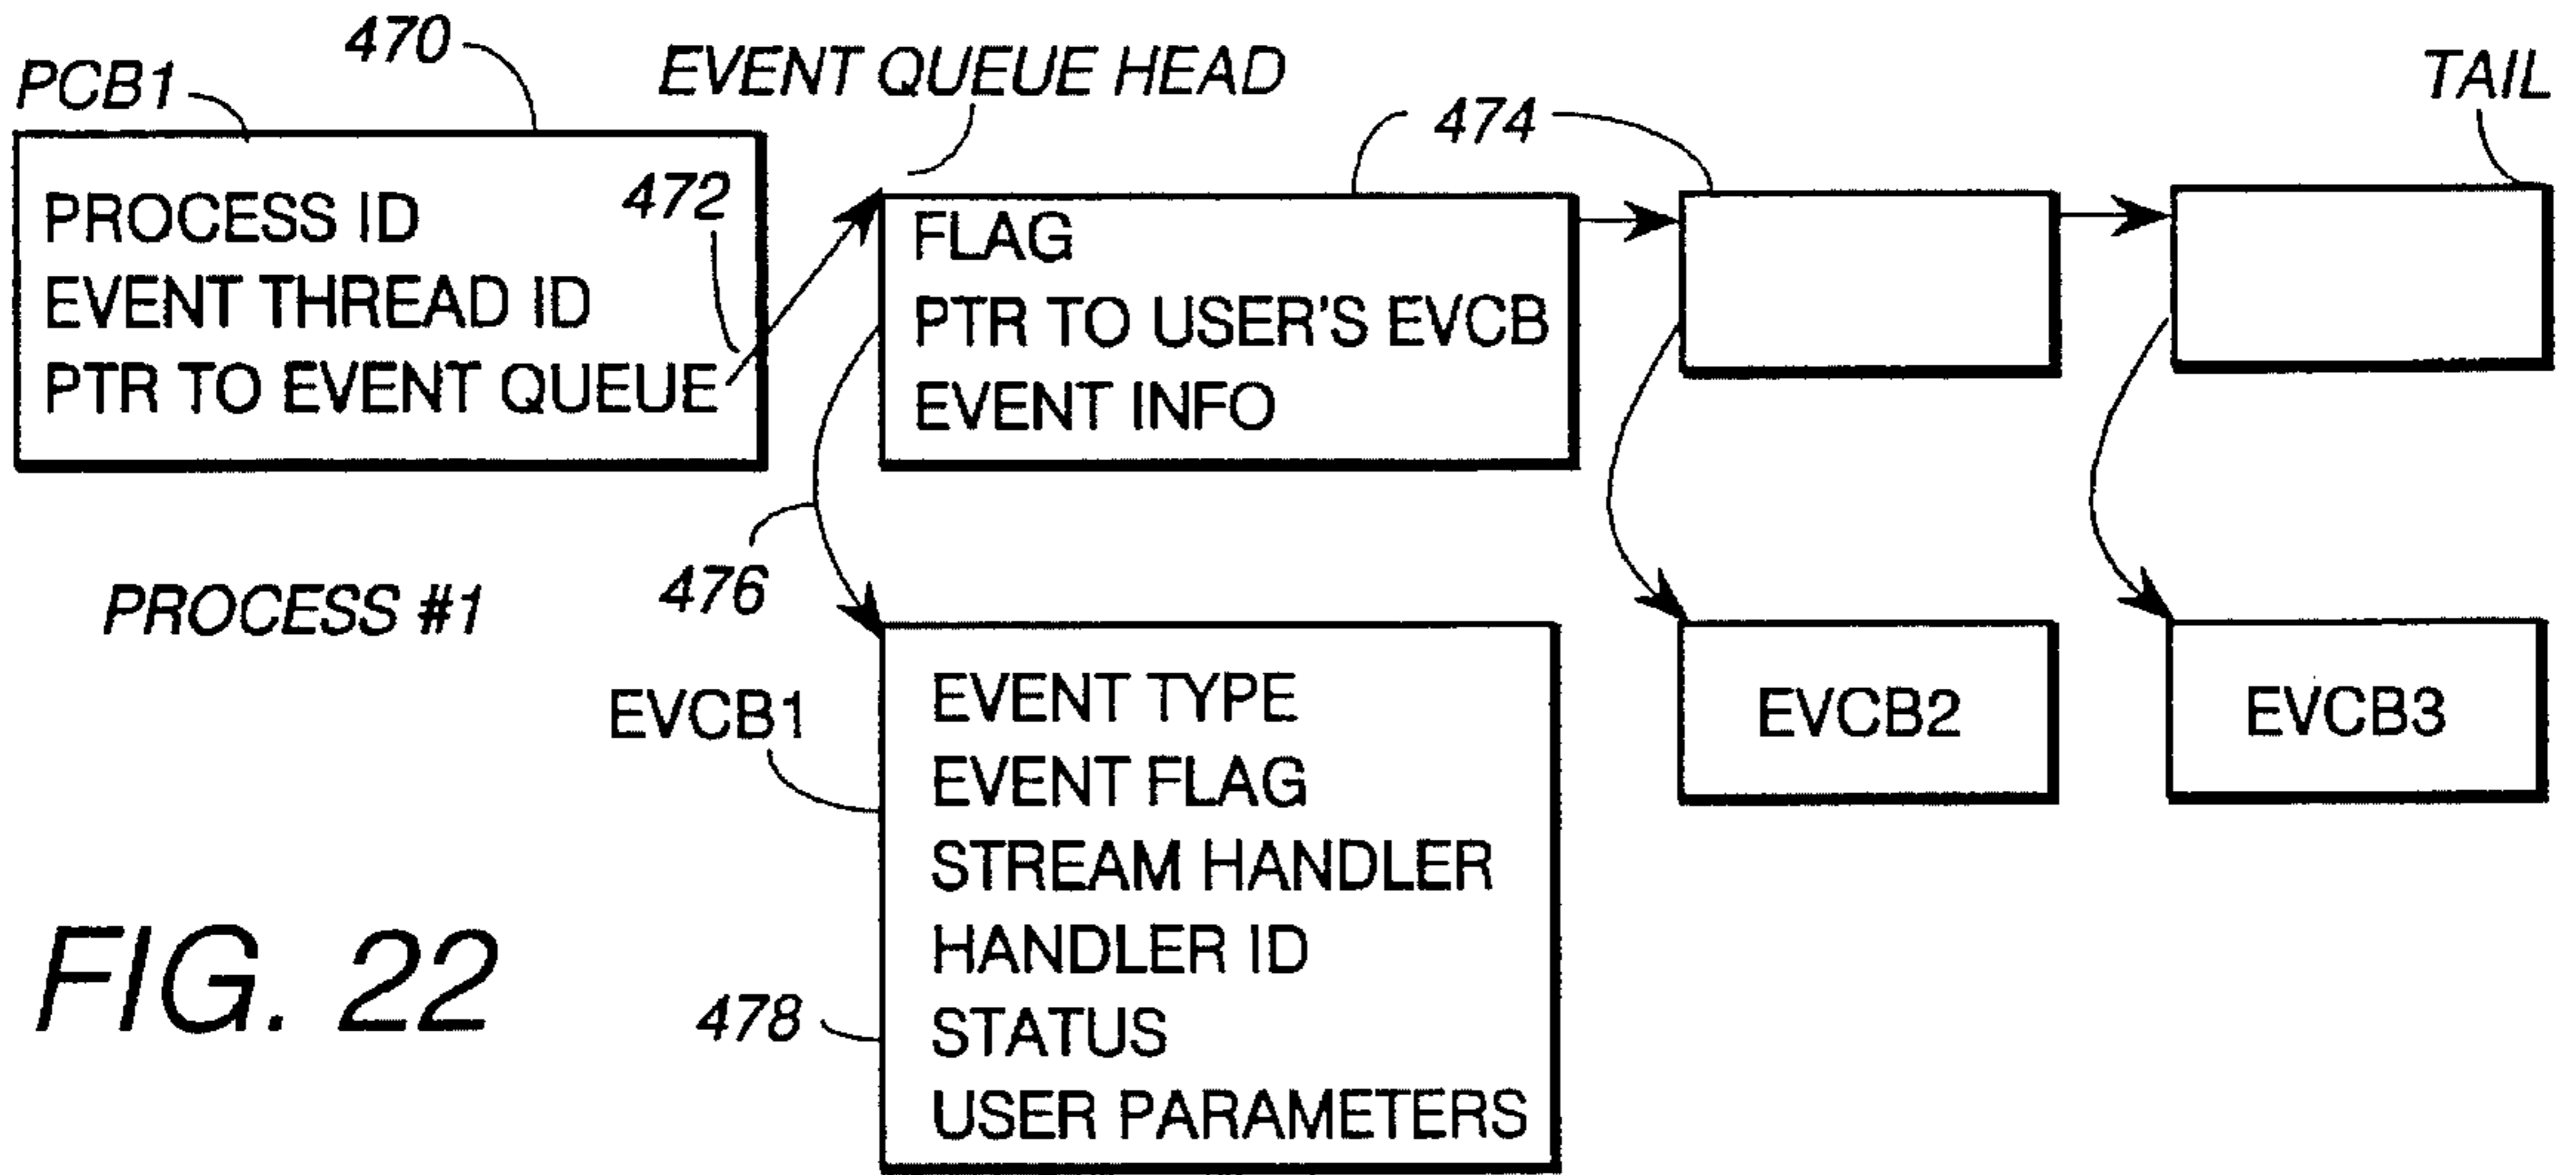 470
PCB1
EVENT QUEUE HEAD
474
TAIL
PROCESS ID
EVENT THREAD ID
PTR TO EVENT QUEUE
472
FLAG
PTR TO USER'S EVCB
EVENT INFO
476
PROCESS #1
EVCB1
EVENT TYPE
EVENT FLAG
STREAM HANDLER
HANDLER ID
STATUS
USER PARAMETERS
478
EVCB2
EVCB3
FIG. 22